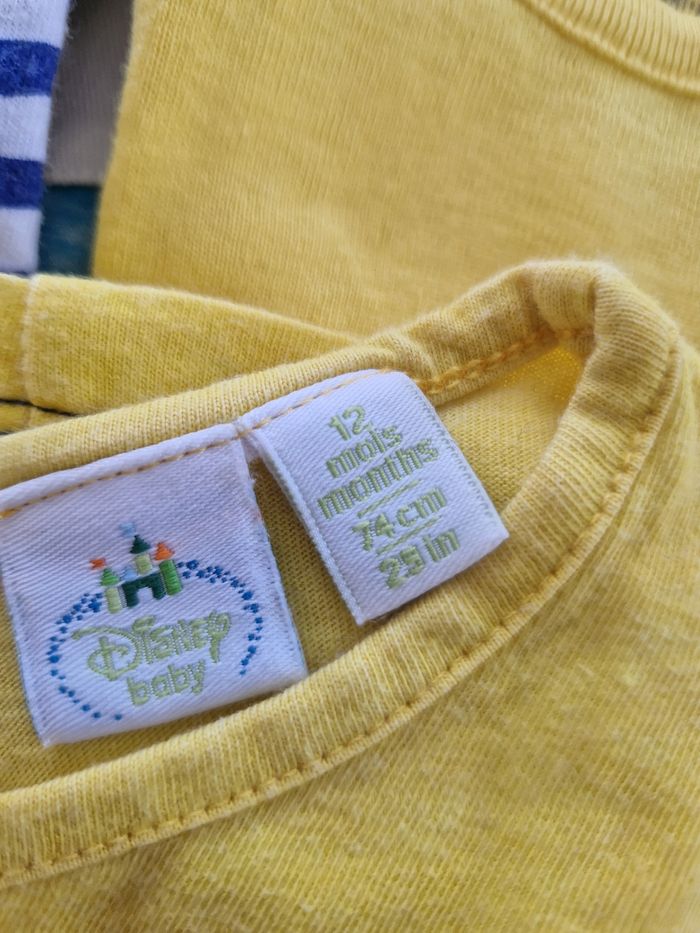 Disney
baby
12
mois
months
74 cm
29 in